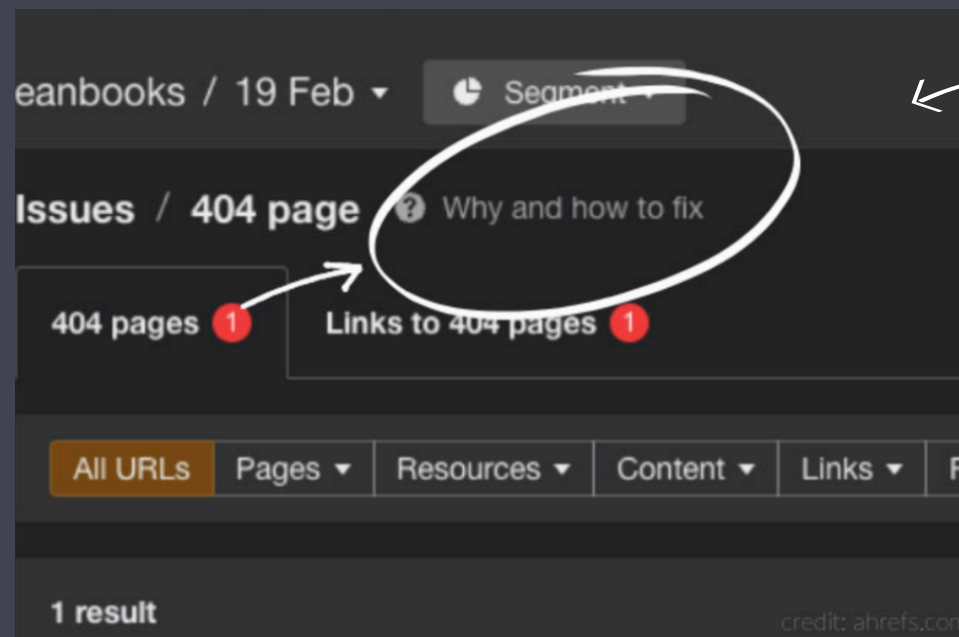 eanbooks / 19 Feb Segment
Issues / 404 page ? Why and how to fix
404 pages 1 Links to 404 pages 1
All URLs Pages Resources Content Links F
1 result
credit: ahrefs.com